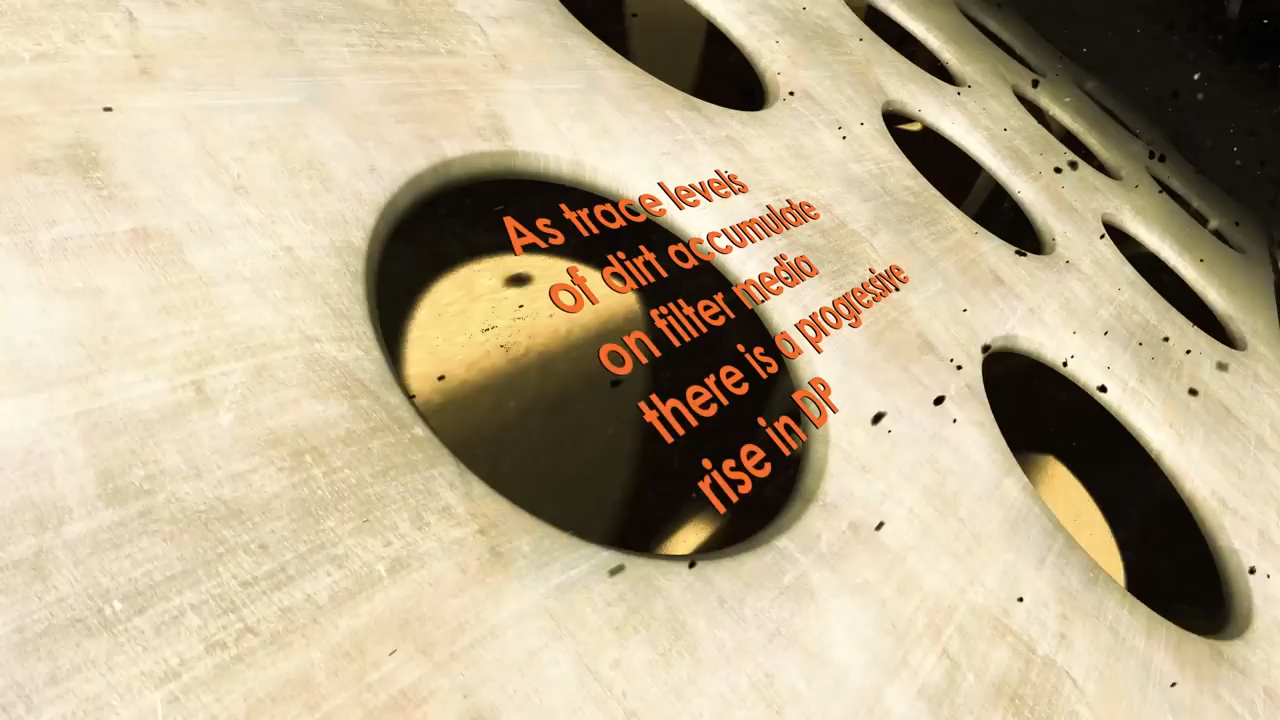 As trace levels
of dirt accumulate
on filter media
there is a progressive
rise in DP